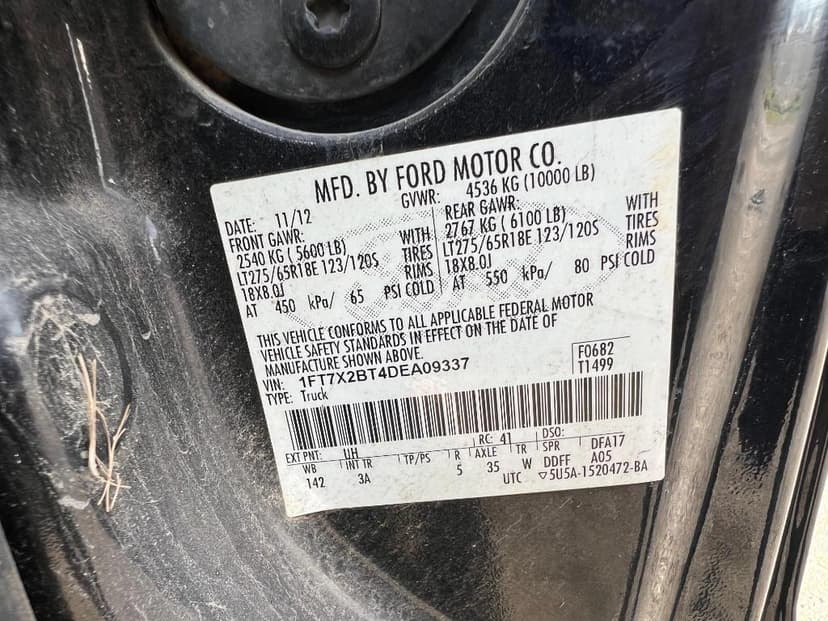 MFD. BY FORD MOTOR CO.
DATE: 11/12 GVWR: 4536 KG (10000 LB)
FRONT GAWR: REAR GAWR:
2540 KG ( 5600 LB) WITH 2767 KG ( 6100 LB) WITH
LT275/65R18E 123/120S TIRES LT275/65R18E 123/120S TIRES
18X8.0J RIMS 18X8.0J RIMS
AT 450 kPa/ 65 PSI COLD AT 550 kPa/ 80 PSI COLD
THIS VEHICLE CONFORMS TO ALL APPLICABLE FEDERAL MOTOR
VEHICLE SAFETY STANDARDS IN EFFECT ON THE DATE OF
MANUFACTURE SHOWN ABOVE.
VIN: 1FT7X2BT4DEA09337 F0682
TYPE: Truck T1499
EXT PNT: UH RC: 41 DSO:
WB INT TR TP/PS R AXLE TR SPR DFA17
142 3A 5 35 W DDFF A05
UTC ▽5U5A-1520472-BA